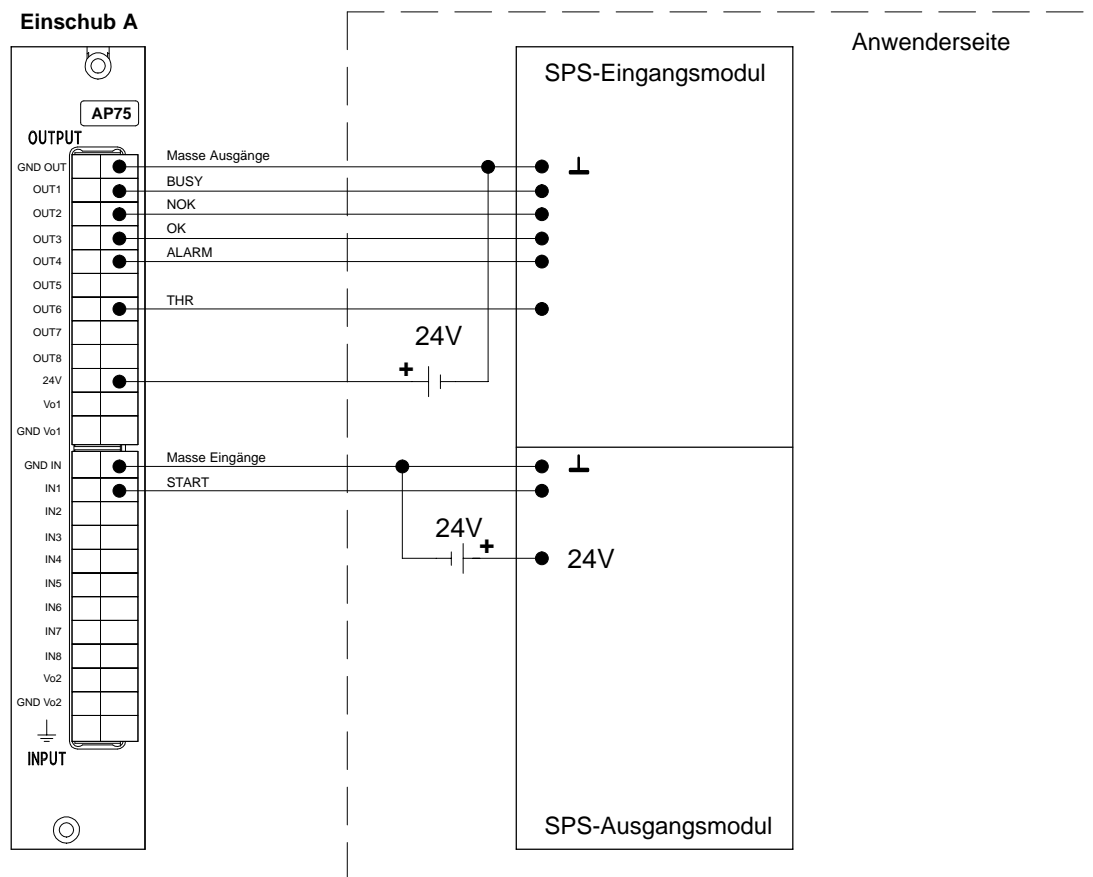 Einschub A
Anwenderseite
SPS-Eingangsmodul
AP75
OUTPUT
GND OUT
Masse Ausgänge
OUT1
BUSY
OUT2
NOK
OUT3
OK
OUT4
ALARM
OUT5
OUT6
THR
OUT7
24V
OUT8
24V
+
Vo1
GND Vo1
GND IN
Masse Eingänge
IN1
START
IN2
IN3
24V
+
IN4
24V
IN5
IN6
IN7
IN8
Vo2
GND Vo2
INPUT
SPS-Ausgangsmodul